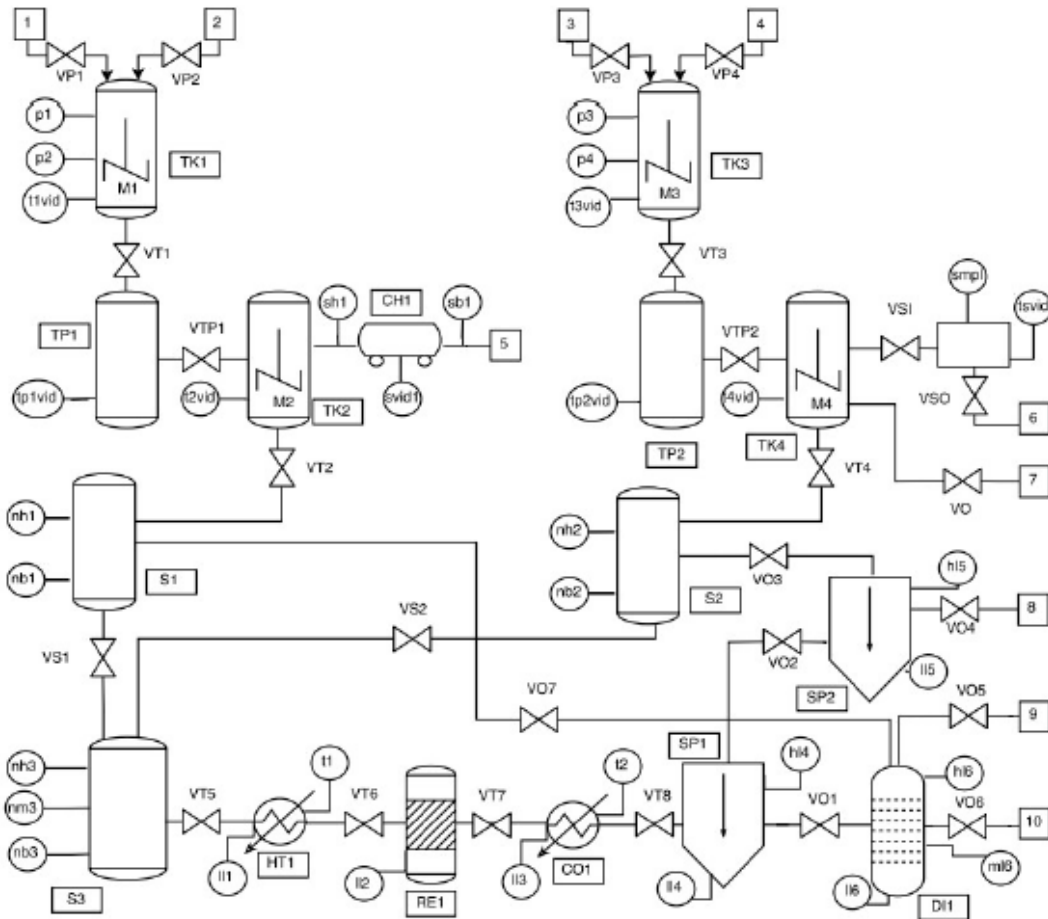 1
2
3
4
VP1
VP2
VP3
VP4
p1
p2
t1vid
M1
TK1
p3
p4
t3vid
M3
TK3
VT1
VT3
TP1
VTP1
tp1vid
t2vid
M2
TK2
sh1
CH1
sb1
svid1
5
TP2
VTP2
tp2vid
t4vid
M4
TK4
VSI
smpl
tsvid
VSO
6
7
VO
VT2
VT4
nh1
nb1
S1
nh2
nb2
S2
VO3
hl5
8
VO4
VO2
ll5
SP2
VS1
VS2
VO7
VO5
9
nh3
nm3
nb3
S3
VT5
t1
ll1
HT1
VT6
ll2
RE1
VT7
t2
ll3
CO1
VT8
SP1
hl4
ll4
VO1
hl6
VO6
10
ml6
ll6
DI1